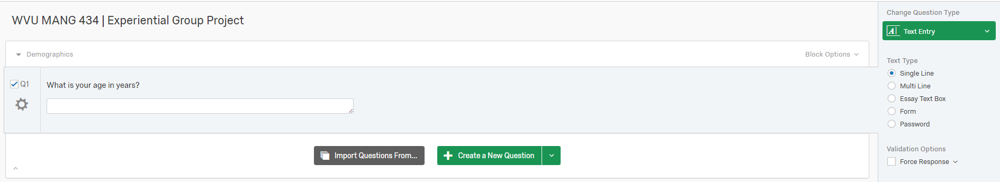 WVU MANG 434 | Experiential Group Project
Demographics
Block Options
Q1
What is your age in years?
Import Questions From...
Create a New Question
Change Question Type
A Text Entry
Text Type
Single Line
Multi Line
Essay Text Box
Form
Password
Validation Options
Force Response